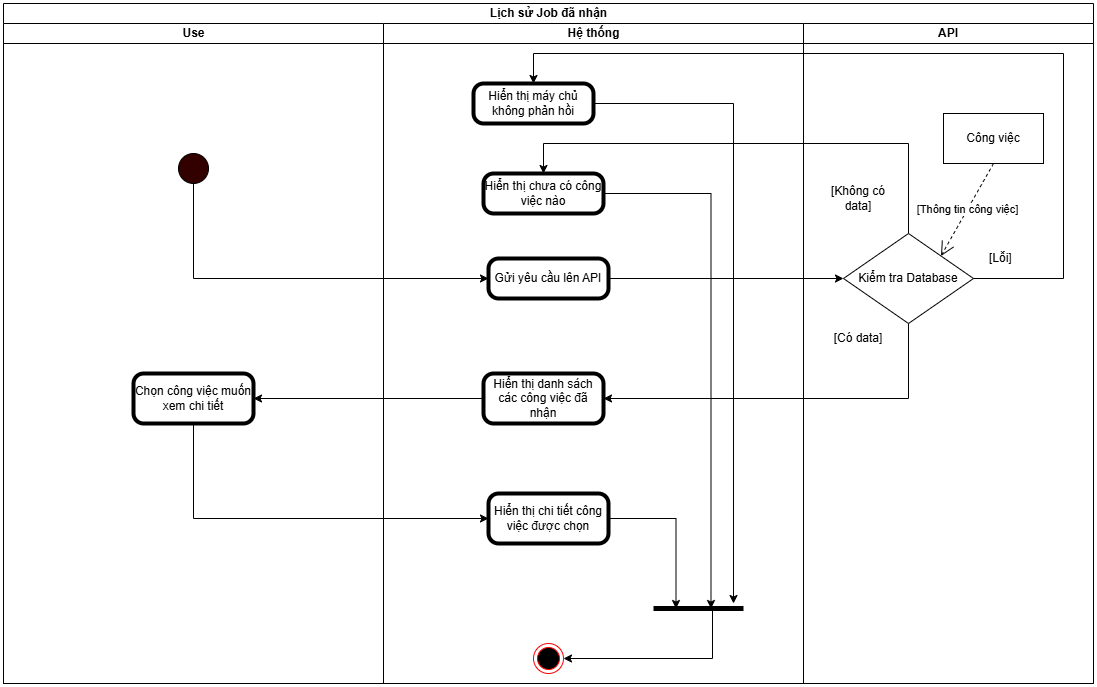 Lịch sử Job đã nhận
Use
Hệ thống
API
Hiển thị máy chủ
không phản hồi
Công việc
Hiển thị chưa có công
việc nào
[Không có
data]
[Thông tin công việc]
[Lỗi]
Gửi yêu cầu lên API
Kiểm tra Database
[Có data]
Chọn công việc muốn
xem chi tiết
Hiển thị danh sách
các công việc đã
nhận
Hiển thị chi tiết công
việc được chọn